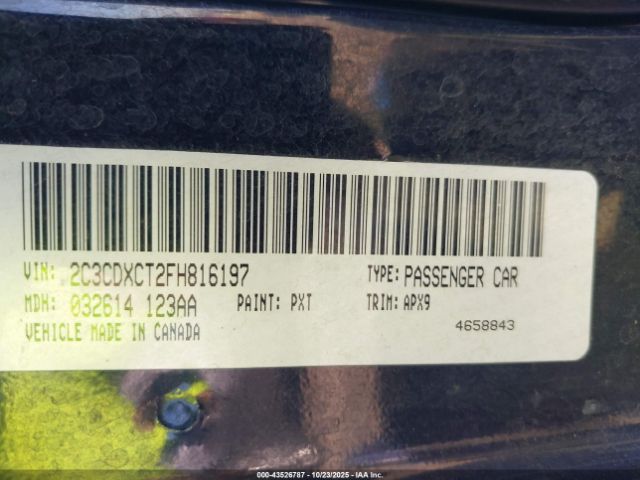 VIN: 2C3CDXCT2FH816197 TYPE: PASSENGER CAR
MDH: 032614 123AA PAINT: PXT TRIM: APX9
VEHICLE MADE IN CANADA 4658843
000-43526787 - 10/23/2025 - IAA Inc.